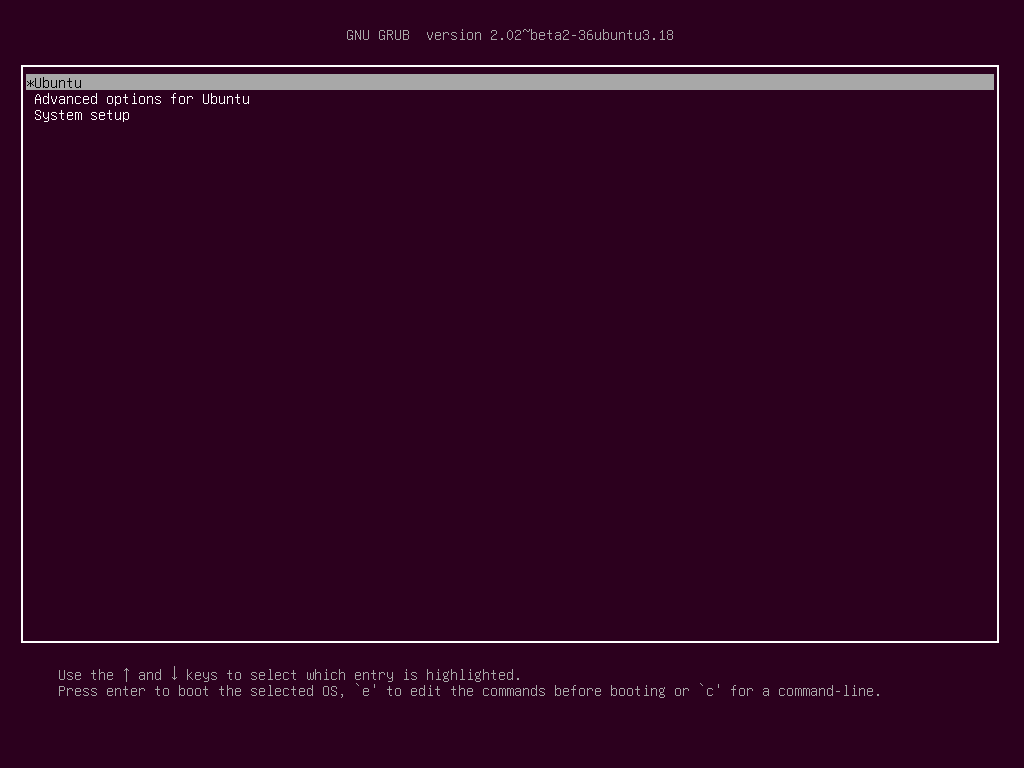 GNU GRUB  version 2.02~beta2-36ubuntu3.18
*Ubuntu
Advanced options for Ubuntu
System setup
Use the ↑ and ↓ keys to select which entry is highlighted.
Press enter to boot the selected OS, `e' to edit the commands before booting or `c' for a command-line.